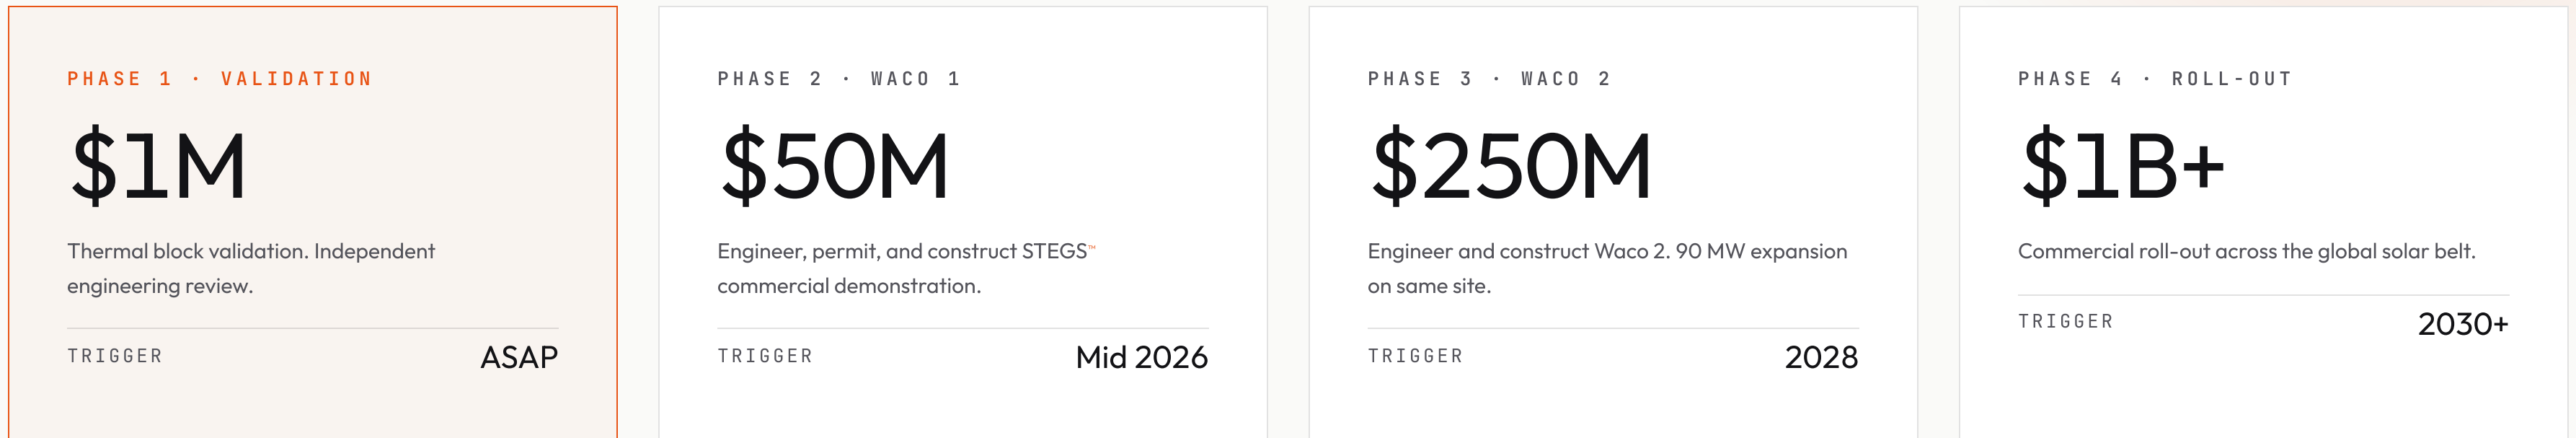 PHASE 1 · VALIDATION
$1M
Thermal block validation. Independent
engineering review.
TRIGGER ASAP
PHASE 2 · WACO 1
$50M
Engineer, permit, and construct STEGS™
commercial demonstration.
TRIGGER Mid 2026
PHASE 3 · WACO 2
$250M
Engineer and construct Waco 2. 90 MW expansion
on same site.
TRIGGER 2028
PHASE 4 · ROLL-OUT
$1B+
Commercial roll-out across the global solar belt.
TRIGGER 2030+